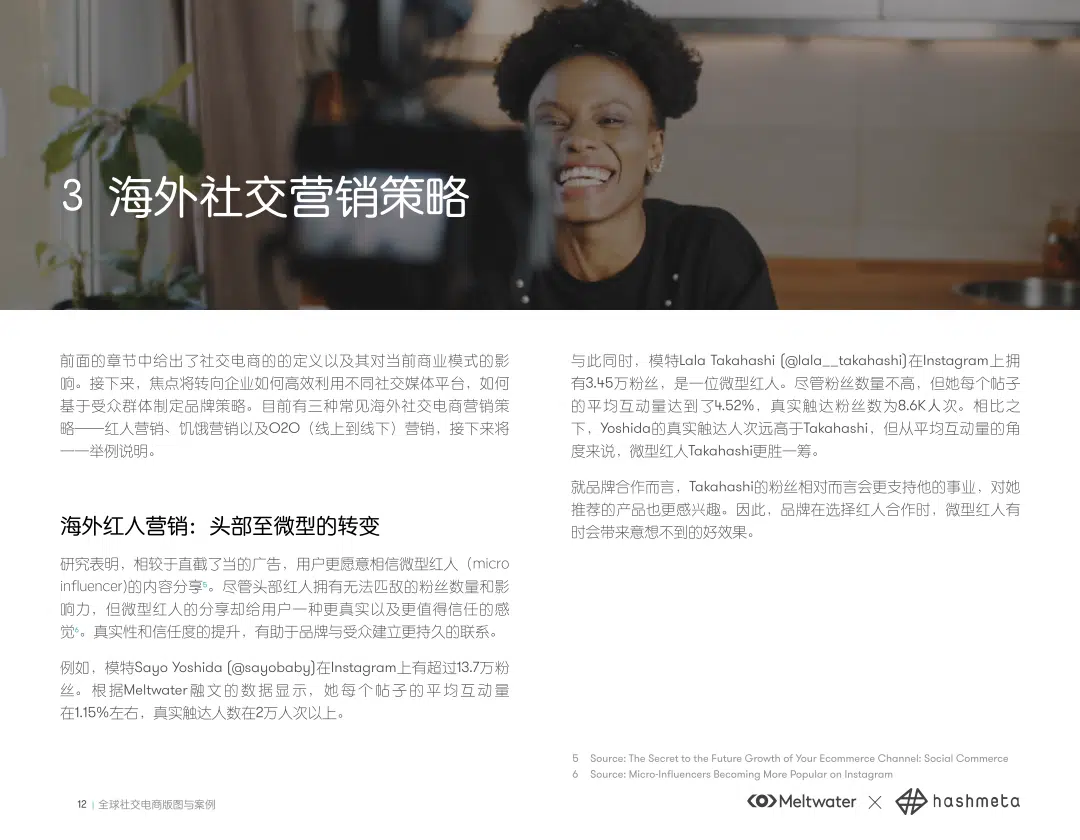 3 海外社交营销策略
前面的章节中给出了社交电商的的定义以及其对当前商业模式的影
响。接下来，焦点将转向企业如何高效利用不同社交媒体平台，如何
基于受众群体制定品牌策略。目前有三种常见海外社交电商营销策
略——红人营销、饥饿营销以及O2O（线上到线下）营销，接下来将
一一举例说明。
海外红人营销：头部至微型的转变
研究表明，相较于直截了当的广告，用户更愿意相信微型红人（micro
influencer)的内容分享5。尽管头部红人拥有无法匹敌的粉丝数量和影
响力，但微型红人的分享却给用户一种更真实以及更值得信任的感
觉6。真实性和信任度的提升，有助于品牌与受众建立更持久的联系。
例如，模特Sayo Yoshida (@sayobaby)在Instagram上有超过13.7万粉
丝。根据Meltwater融文的数据显示，她每个帖子的平均互动量
在1.15%左右，真实触达人数在2万人次以上。
与此同时，模特Lala Takahashi (@lala__takahashi)在Instagram上拥
有3.45万粉丝，是一位微型红人。尽管粉丝数量不高，但她每个帖子
的平均互动量达到了4.52%，真实触达粉丝数为8.6K人次。相比之
下，Yoshida的真实触达人次远高于Takahashi，但从平均互动量的角
度来说，微型红人Takahashi更胜一筹。
就品牌合作而言，Takahashi的粉丝相对而言会更支持他的事业，对她
推荐的产品也更感兴趣。因此，品牌在选择红人合作时，微型红人有
时会带来意想不到的好效果。
5 Source: The Secret to the Future Growth of Your Ecommerce Channel: Social Commerce
6 Source: Micro-Influencers Becoming More Popular on Instagram
12 | 全球社交电商版图与案例
Meltwater × hashmeta